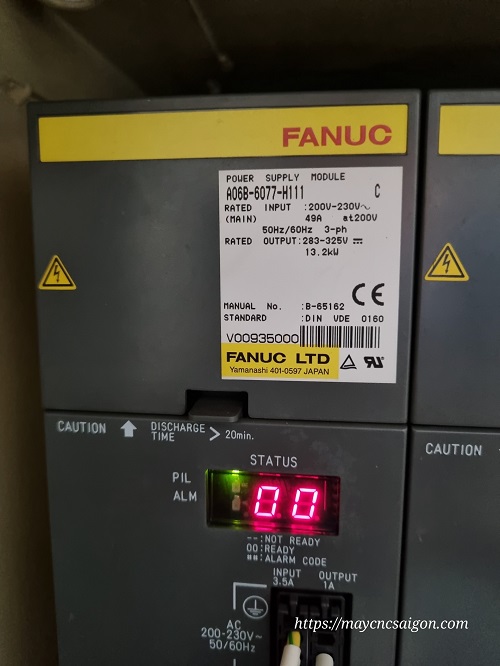 FANUC
POWER SUPPLY MODULE
A06B-6077-H111 C
RATED INPUT :200V-230V~
(MAIN) 49A at200V
50Hz/60Hz 3-ph
RATED OUTPUT:283-325V
13.2kW
MANUAL No. :B-65162
STANDARD :DIN VDE 0160
CE
V00935000
FANUC LTD
Yamanashi 401-0597 JAPAN
CAUTION DISCHARGE TIME > 20min.
CAUTION
STATUS
PIL
ALM
00
--:NOT READY
00:READY
##:ALARM CODE
INPUT OUTPUT
3.5A 1A
AC
200-230V~
50/60Hz
https://maycncsaigon.com/